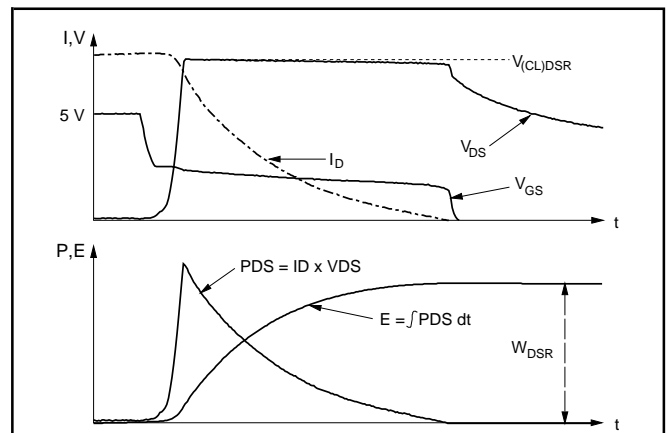 I,V
V(CL)DSR
5 V
VDS
ID
VGS
t
P,E
PDS = ID x VDS
E = ∫PDS dt
WDSR
t